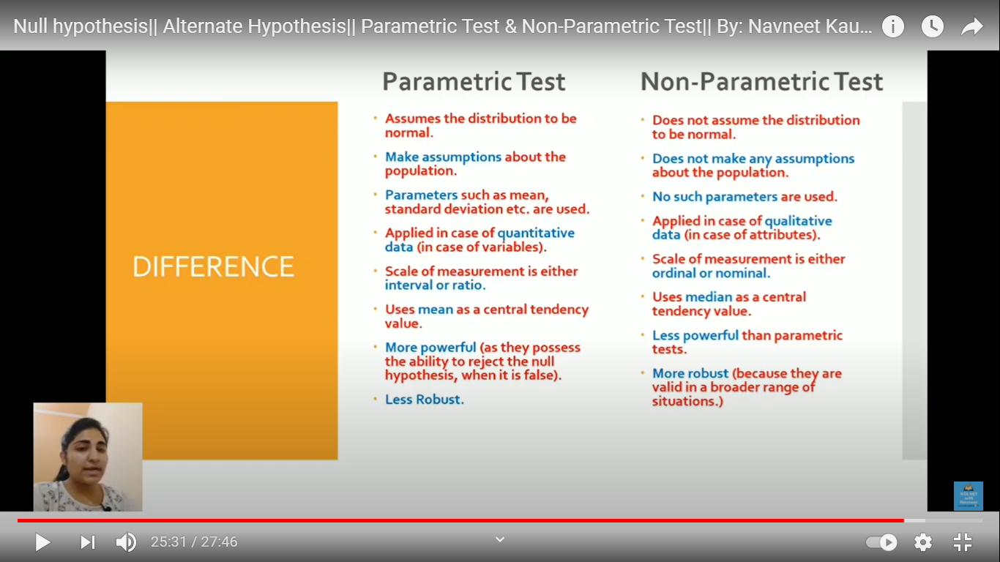 Null hypothesis|| Alternate Hypothesis|| Parametric Test & Non-Parametric Test|| By: Navneet Kau...
Parametric Test
Assumes the distribution to be
normal.
Make assumptions about the
population.
Parameters such as mean,
standard deviation etc. are used.
Applied in case of quantitative
data (in case of variables).
Scale of measurement is either
interval or ratio.
Uses mean as a central tendency
value.
More powerful (as they possess
the ability to reject the null
hypothesis, when it is false).
Less Robust.
Non-Parametric Test
Does not assume the distribution
to be normal.
Does not make any assumptions
about the population.
No such parameters are used.
Applied in case of qualitative
data (in case of attributes).
Scale of measurement is either
ordinal or nominal.
Uses median as a central
tendency value.
Less powerful than parametric
tests.
More robust (because they are
valid in a broader range of
situations.)
DIFFERENCE
NTA NET
with
Navneet
25:31 / 27:46